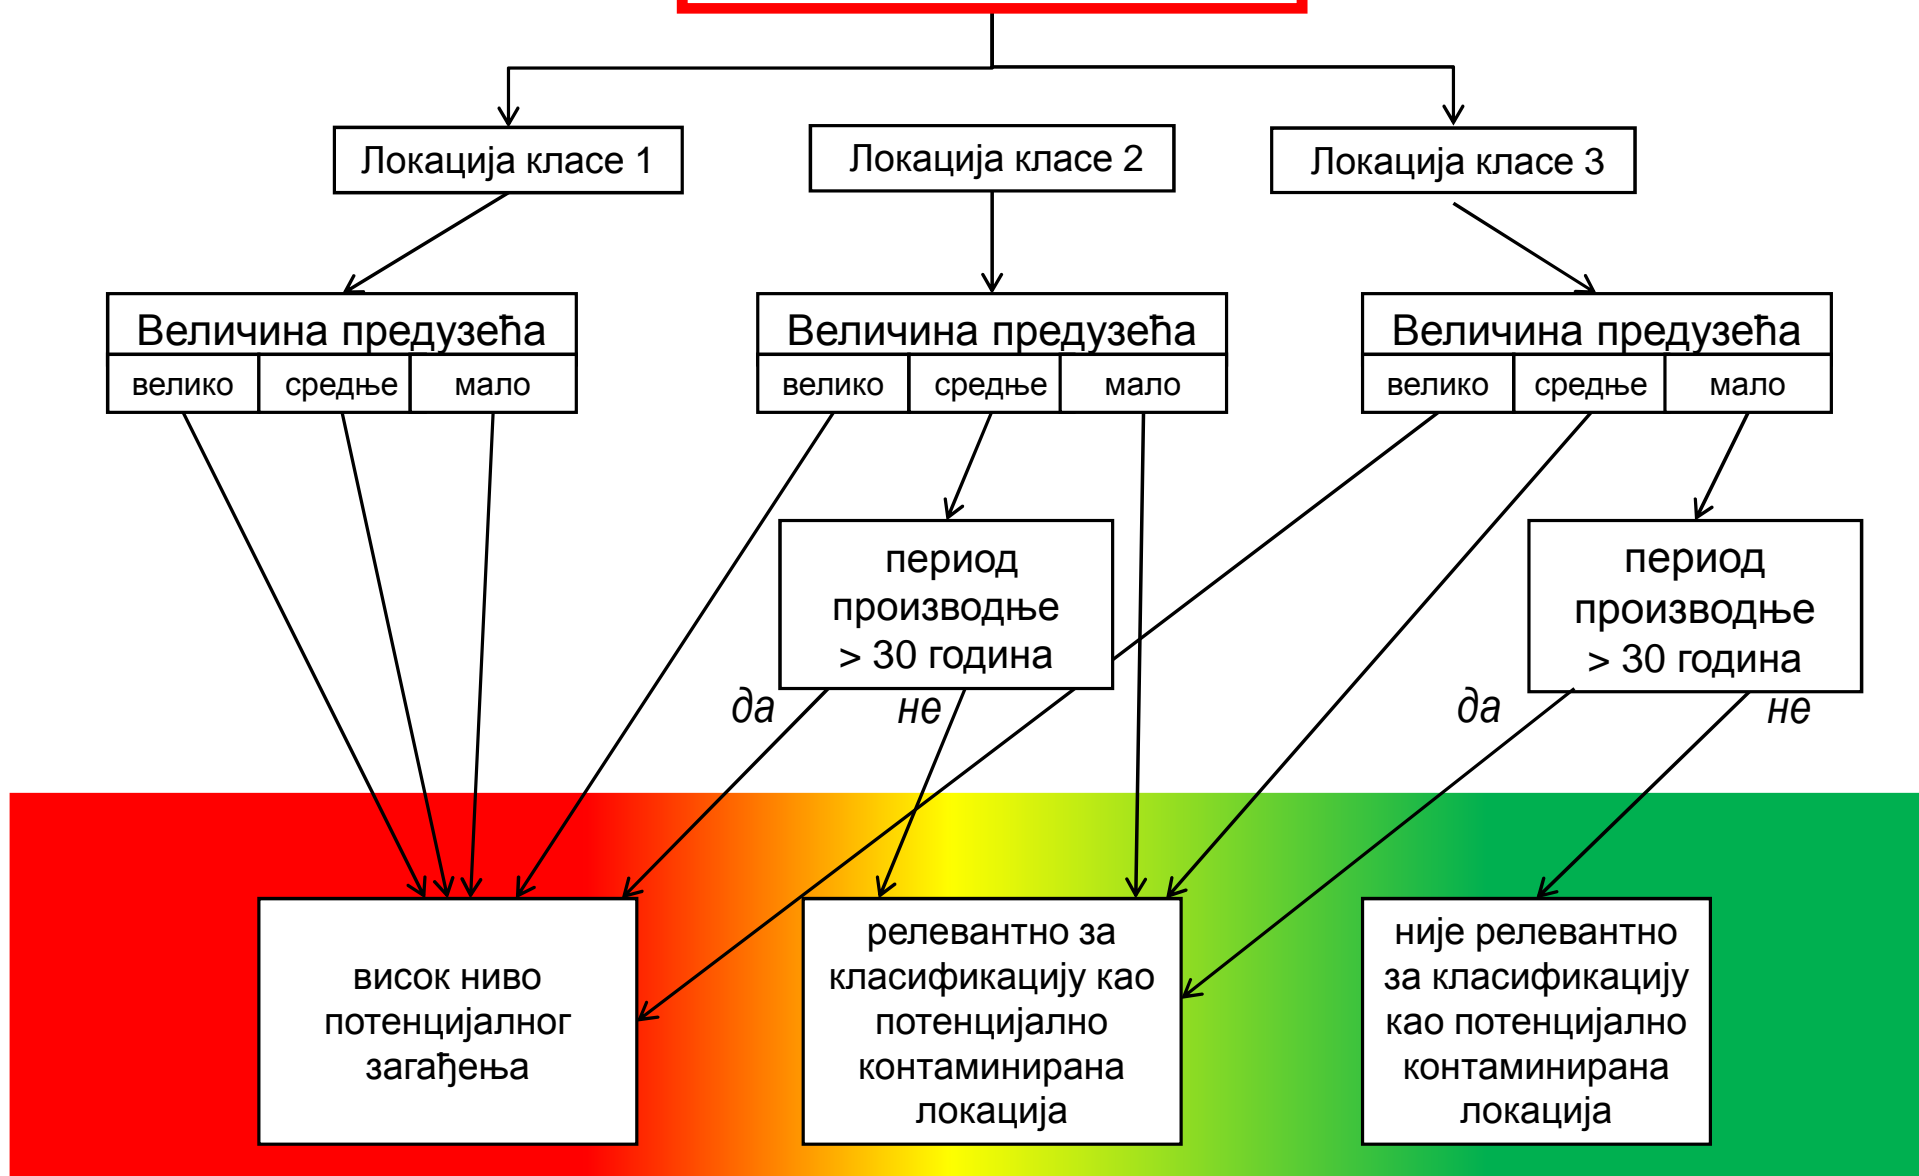 Локација класе 1
Локација класе 2
Локација класе 3
Величина предузећа
велико средње мало
Величина предузећа
велико средње мало
Величина предузећа
велико средње мало
период
производње
> 30 година
период
производње
> 30 година
да
не
да
не
висок ниво
потенцијалног
загађења
релевантно за
класификацију као
потенцијално
контаминирана
локација
није релевантно
за класификацију
као потенцијално
контаминирана
локација